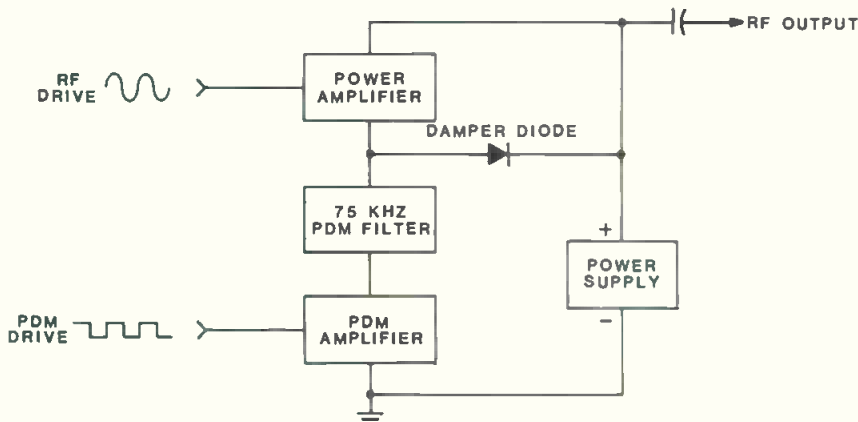 RF OUTPUT
POWER
AMPLIFIER
RF
DRIVE
DAMPER DIODE
75 KHZ
PDM FILTER
+
POWER
SUPPLY
PDM
AMPLIFIER
PDM
DRIVE
-